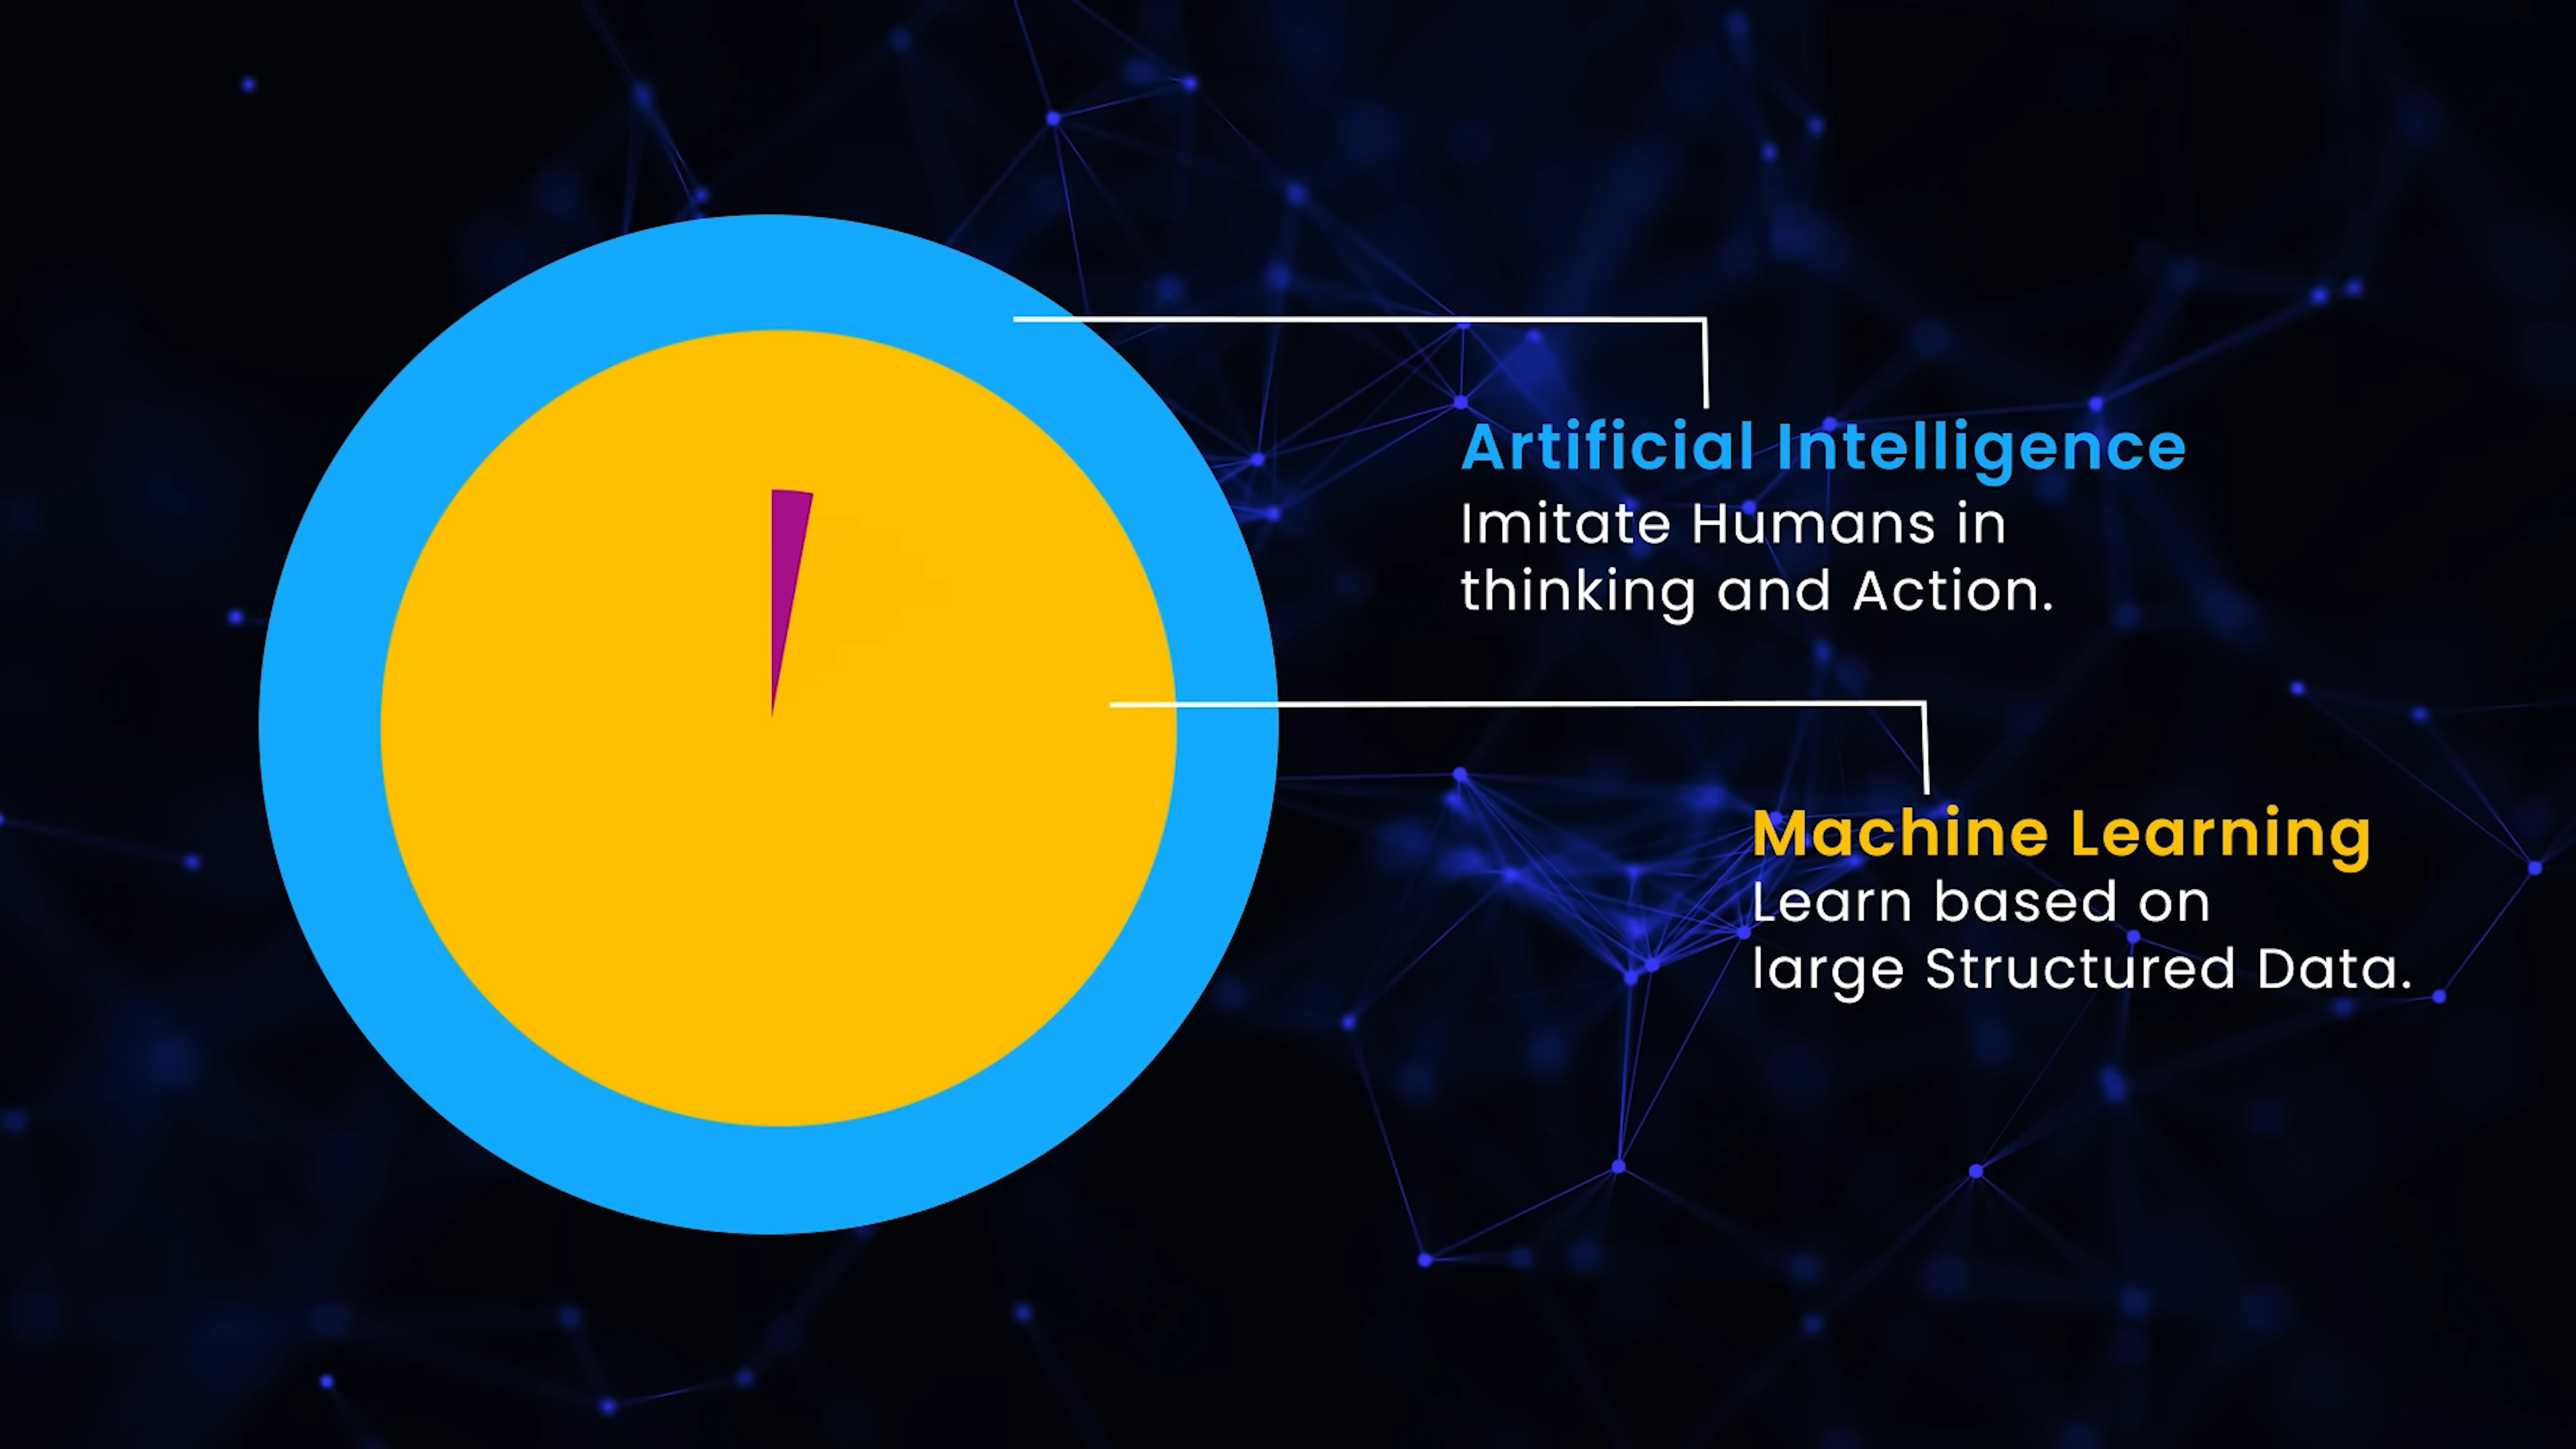 Artificial Intelligence
Imitate Humans in
thinking and Action.
Machine Learning
Learn based on
large Structured Data.